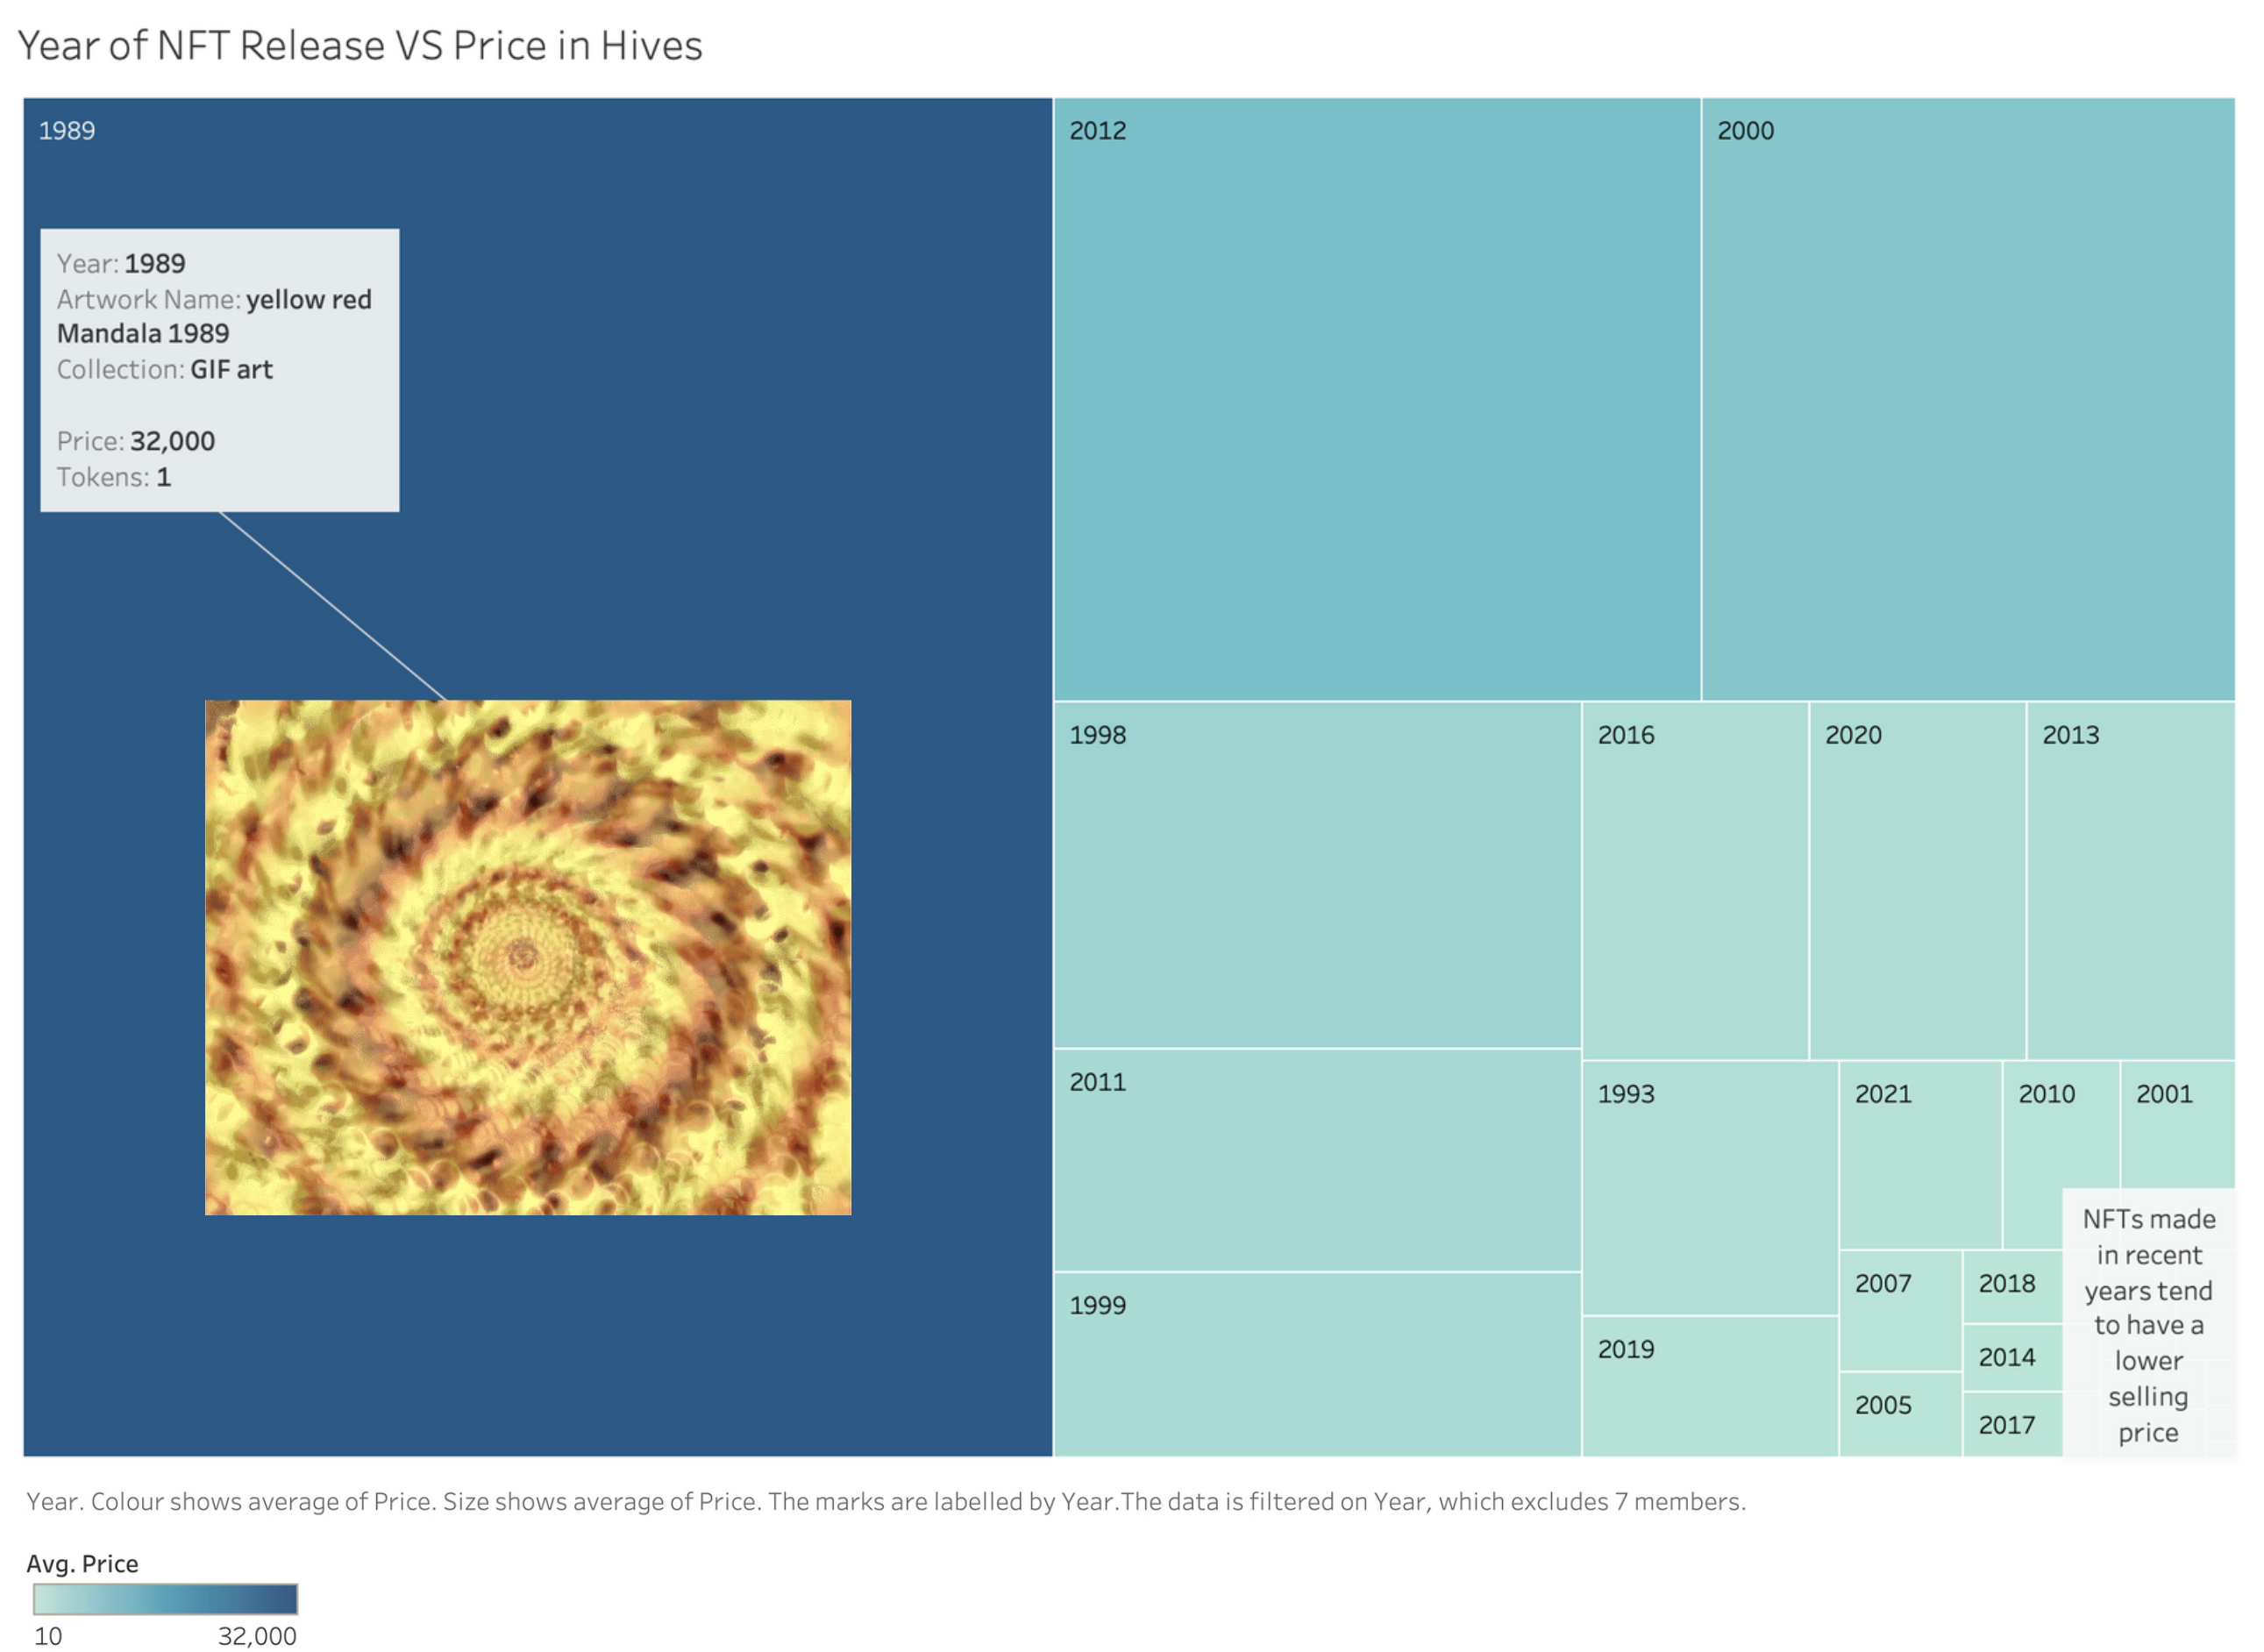 Year of NFT Release VS Price in Hives
1989
2012
2000
Year: 1989
Artwork Name: yellow red
Mandala 1989
Collection: GIF art
Price: 32,000
Tokens: 1
1998
2016
2020
2013
2011
1993
2021
2010
2001
1999
2019
2007
2018
2014
2005
2017
NFTs made
in recent
years tend
to have a
lower
selling
price
Year. Colour shows average of Price. Size shows average of Price. The marks are labelled by Year.The data is filtered on Year, which excludes 7 members.
Avg. Price
10
32,000